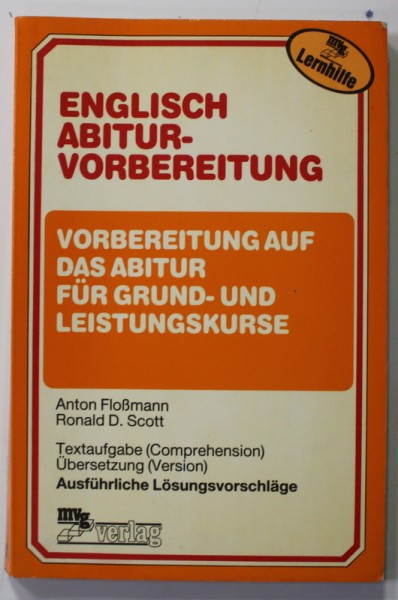 mvg
Lernhilfe
ENGLISCH
ABITUR-
VORBEREITUNG
VORBEREITUNG AUF
DAS ABITUR
FÜR GRUND- UND
LEISTUNGSKURSE
Anton Floßmann
Ronald D. Scott
Textaufgabe (Comprehension)
Übersetzung (Version)
Ausführliche Lösungsvorschläge
mvg
verlag